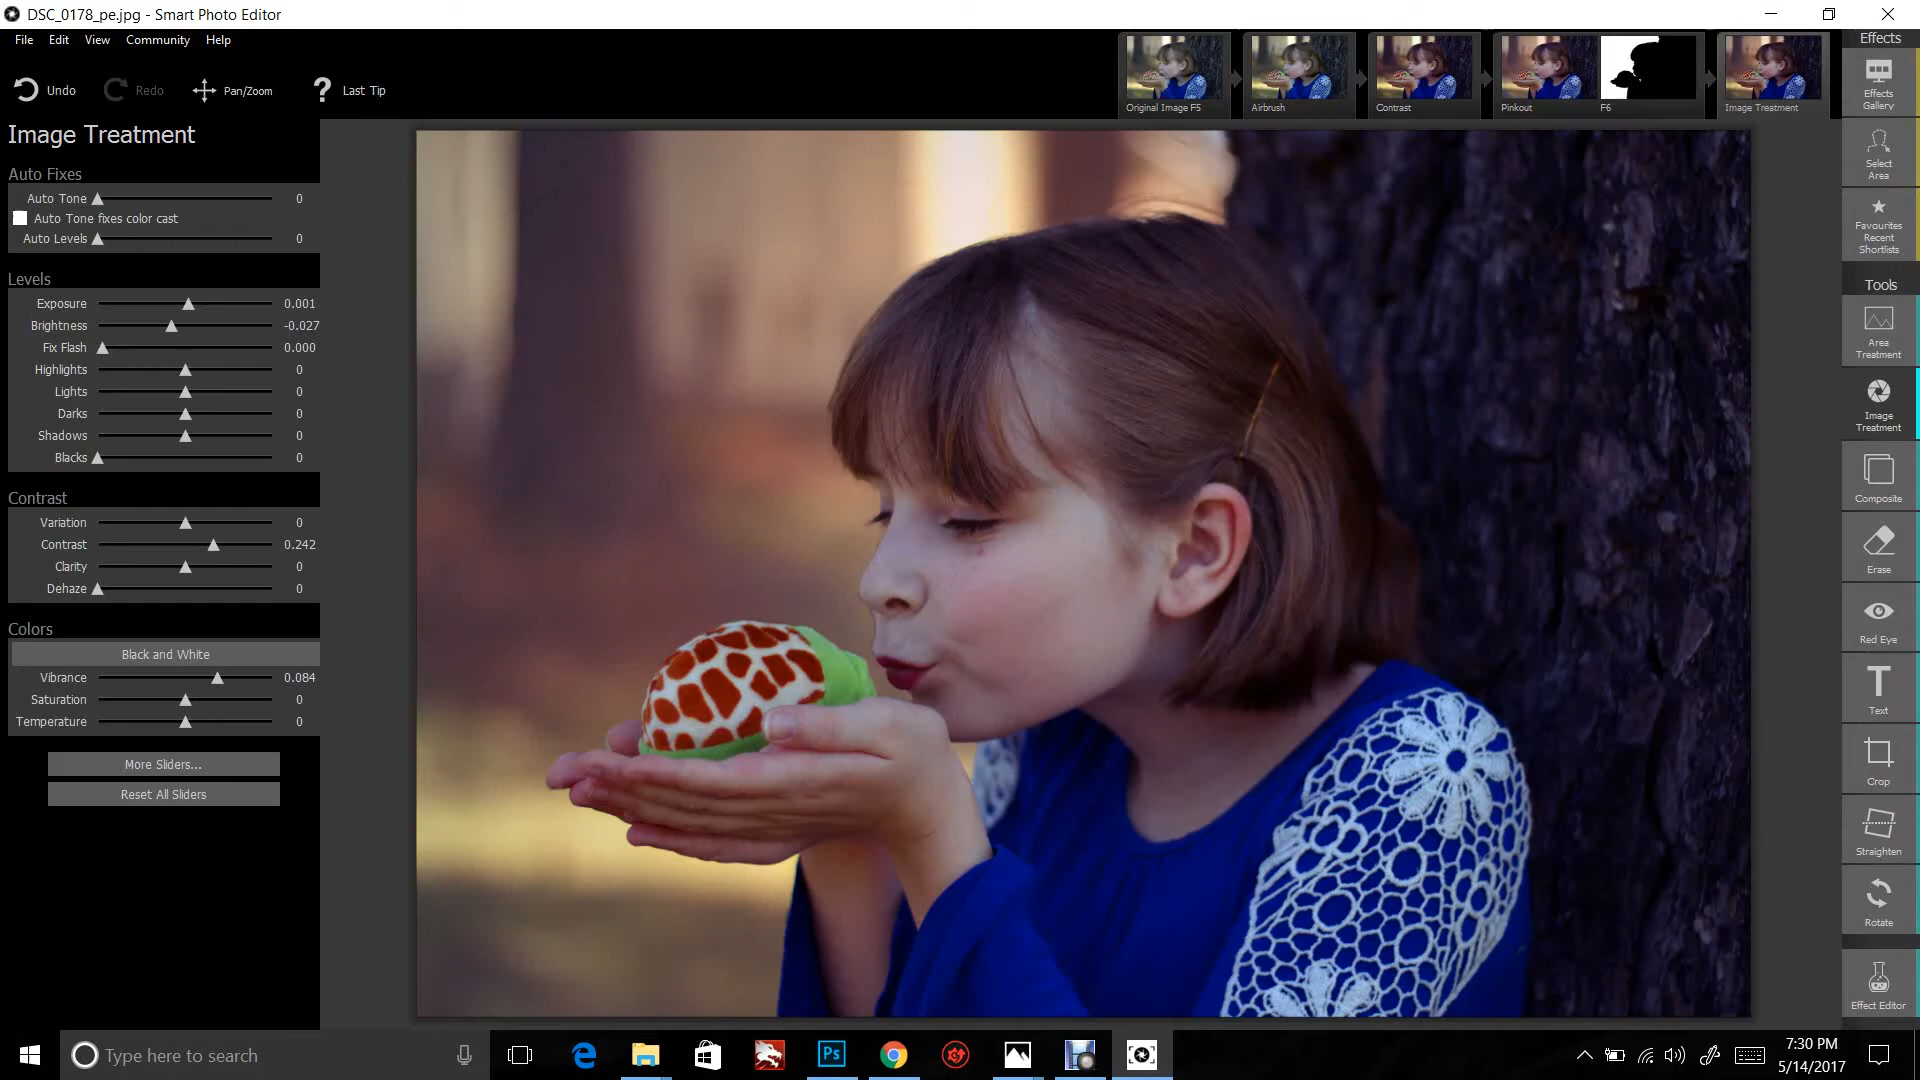 DSC_0178_pe.jpg - Smart Photo Editor
File Edit View Community Help
Undo Redo Pan/Zoom ? Last Tip
Original Image F5 Airbrush Contrast Pinkout F6 Image Treatment
Image Treatment
Auto Fixes
Auto Tone 0
Auto Tone fixes color cast
Auto Levels 0
Levels
Exposure 0.001
Brightness -0.027
Fix Flash 0.000
Highlights 0
Lights 0
Darks 0
Shadows 0
Blacks 0
Contrast
Variation 0
Contrast 0.242
Clarity 0
Dehaze 0
Colors
Black and White
Vibrance 0.084
Saturation 0
Temperature 0
More Sliders...
Reset All Sliders
Effects
Effects
Gallery
Select
Area
Favourites
Recent
Shortlists
Tools
Area
Treatment
Image
Treatment
Composite
Erase
Red Eye
T
Text
Crop
Straighten
Rotate
Effect Editor
Type here to search
Ps
7:30 PM
5/14/2017